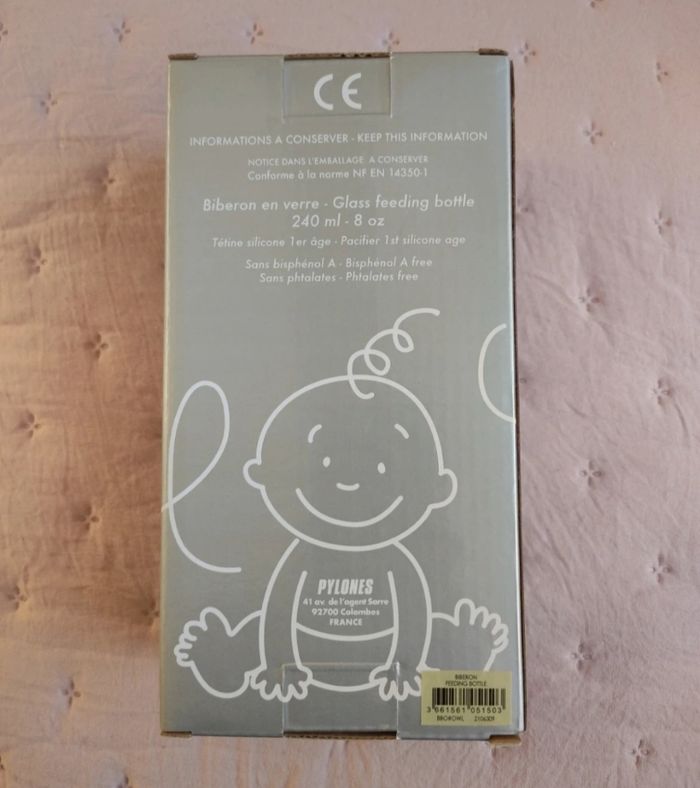 CE
INFORMATIONS A CONSERVER - KEEP THIS INFORMATION
NOTICE DANS L'EMBALLAGE A CONSERVER
Conforme à la norme NF EN 14350-1
Biberon en verre - Glass feeding bottle
240 ml - 8 oz
Tétine silicone 1er âge - Pacifier 1st silicone age
Sans bisphénol A - Bisphénol A free
Sans phtalates - Phtalates free
PYLONES
41 av. de l'agent Sarre
92700 Colombes
FRANCE
BIBERON
FEEDING BOTTLE
3 661561 051503